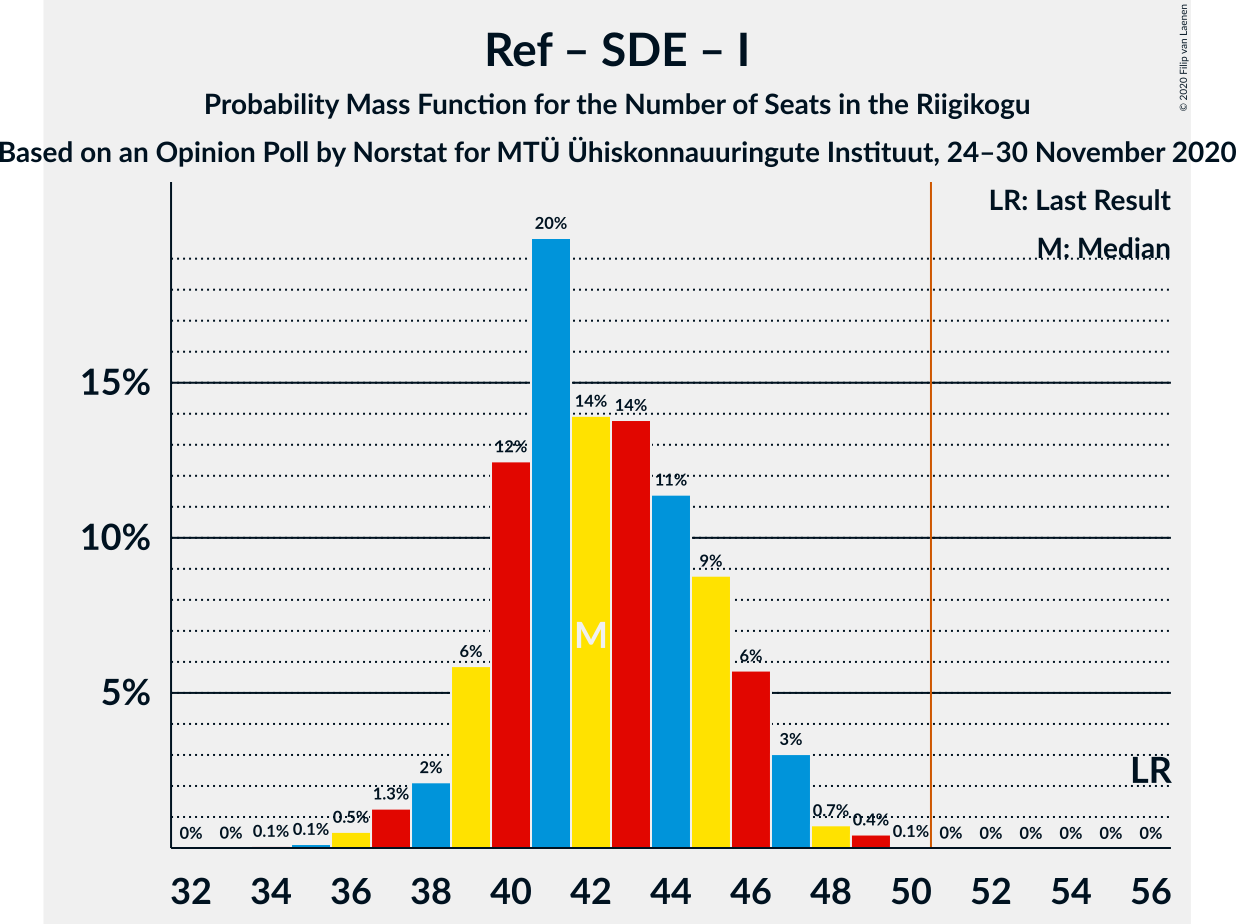 Ref – SDE – I
Probability Mass Function for the Number of Seats in the Riigikogu
Based on an Opinion Poll by Norstat for MTÜ Ühiskonnauuringute Instituut, 24–30 November 2020
© 2020 Filip van Laenen
LR: Last Result
M: Median
20%
15%
14% 14%
12%
11%
10%
9%
M
6% 6%
5%
3%
2%
LR
1.3%
0.5% 0.7% 0.4%
0% 0% 0.1% 0.1% 0.1% 0% 0% 0% 0% 0% 0%
32 34 36 38 40 42 44 46 48 50 52 54 56